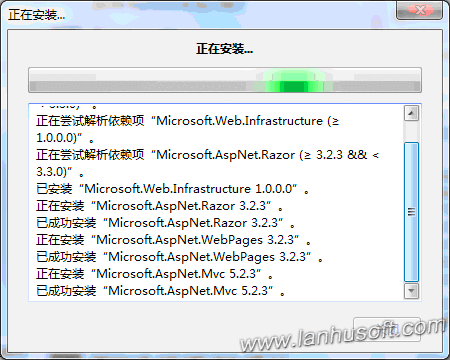 正在安装...
正在安装...
< 3.3.0)”。
正在尝试解析依赖项“Microsoft.Web.Infrastructure (≥
1.0.0.0)”。
正在尝试解析依赖项“Microsoft.AspNet.Razor (≥ 3.2.3 && <
3.3.0)”。
已安装“Microsoft.Web.Infrastructure 1.0.0.0”。
正在安装“Microsoft.AspNet.Razor 3.2.3”。
已成功安装“Microsoft.AspNet.Razor 3.2.3”。
正在安装“Microsoft.AspNet.WebPages 3.2.3”。
已成功安装“Microsoft.AspNet.WebPages 3.2.3”。
正在安装“Microsoft.AspNet.Mvc 5.2.3”。
已成功安装“Microsoft.AspNet.Mvc 5.2.3”。
www.lanhusoft.com